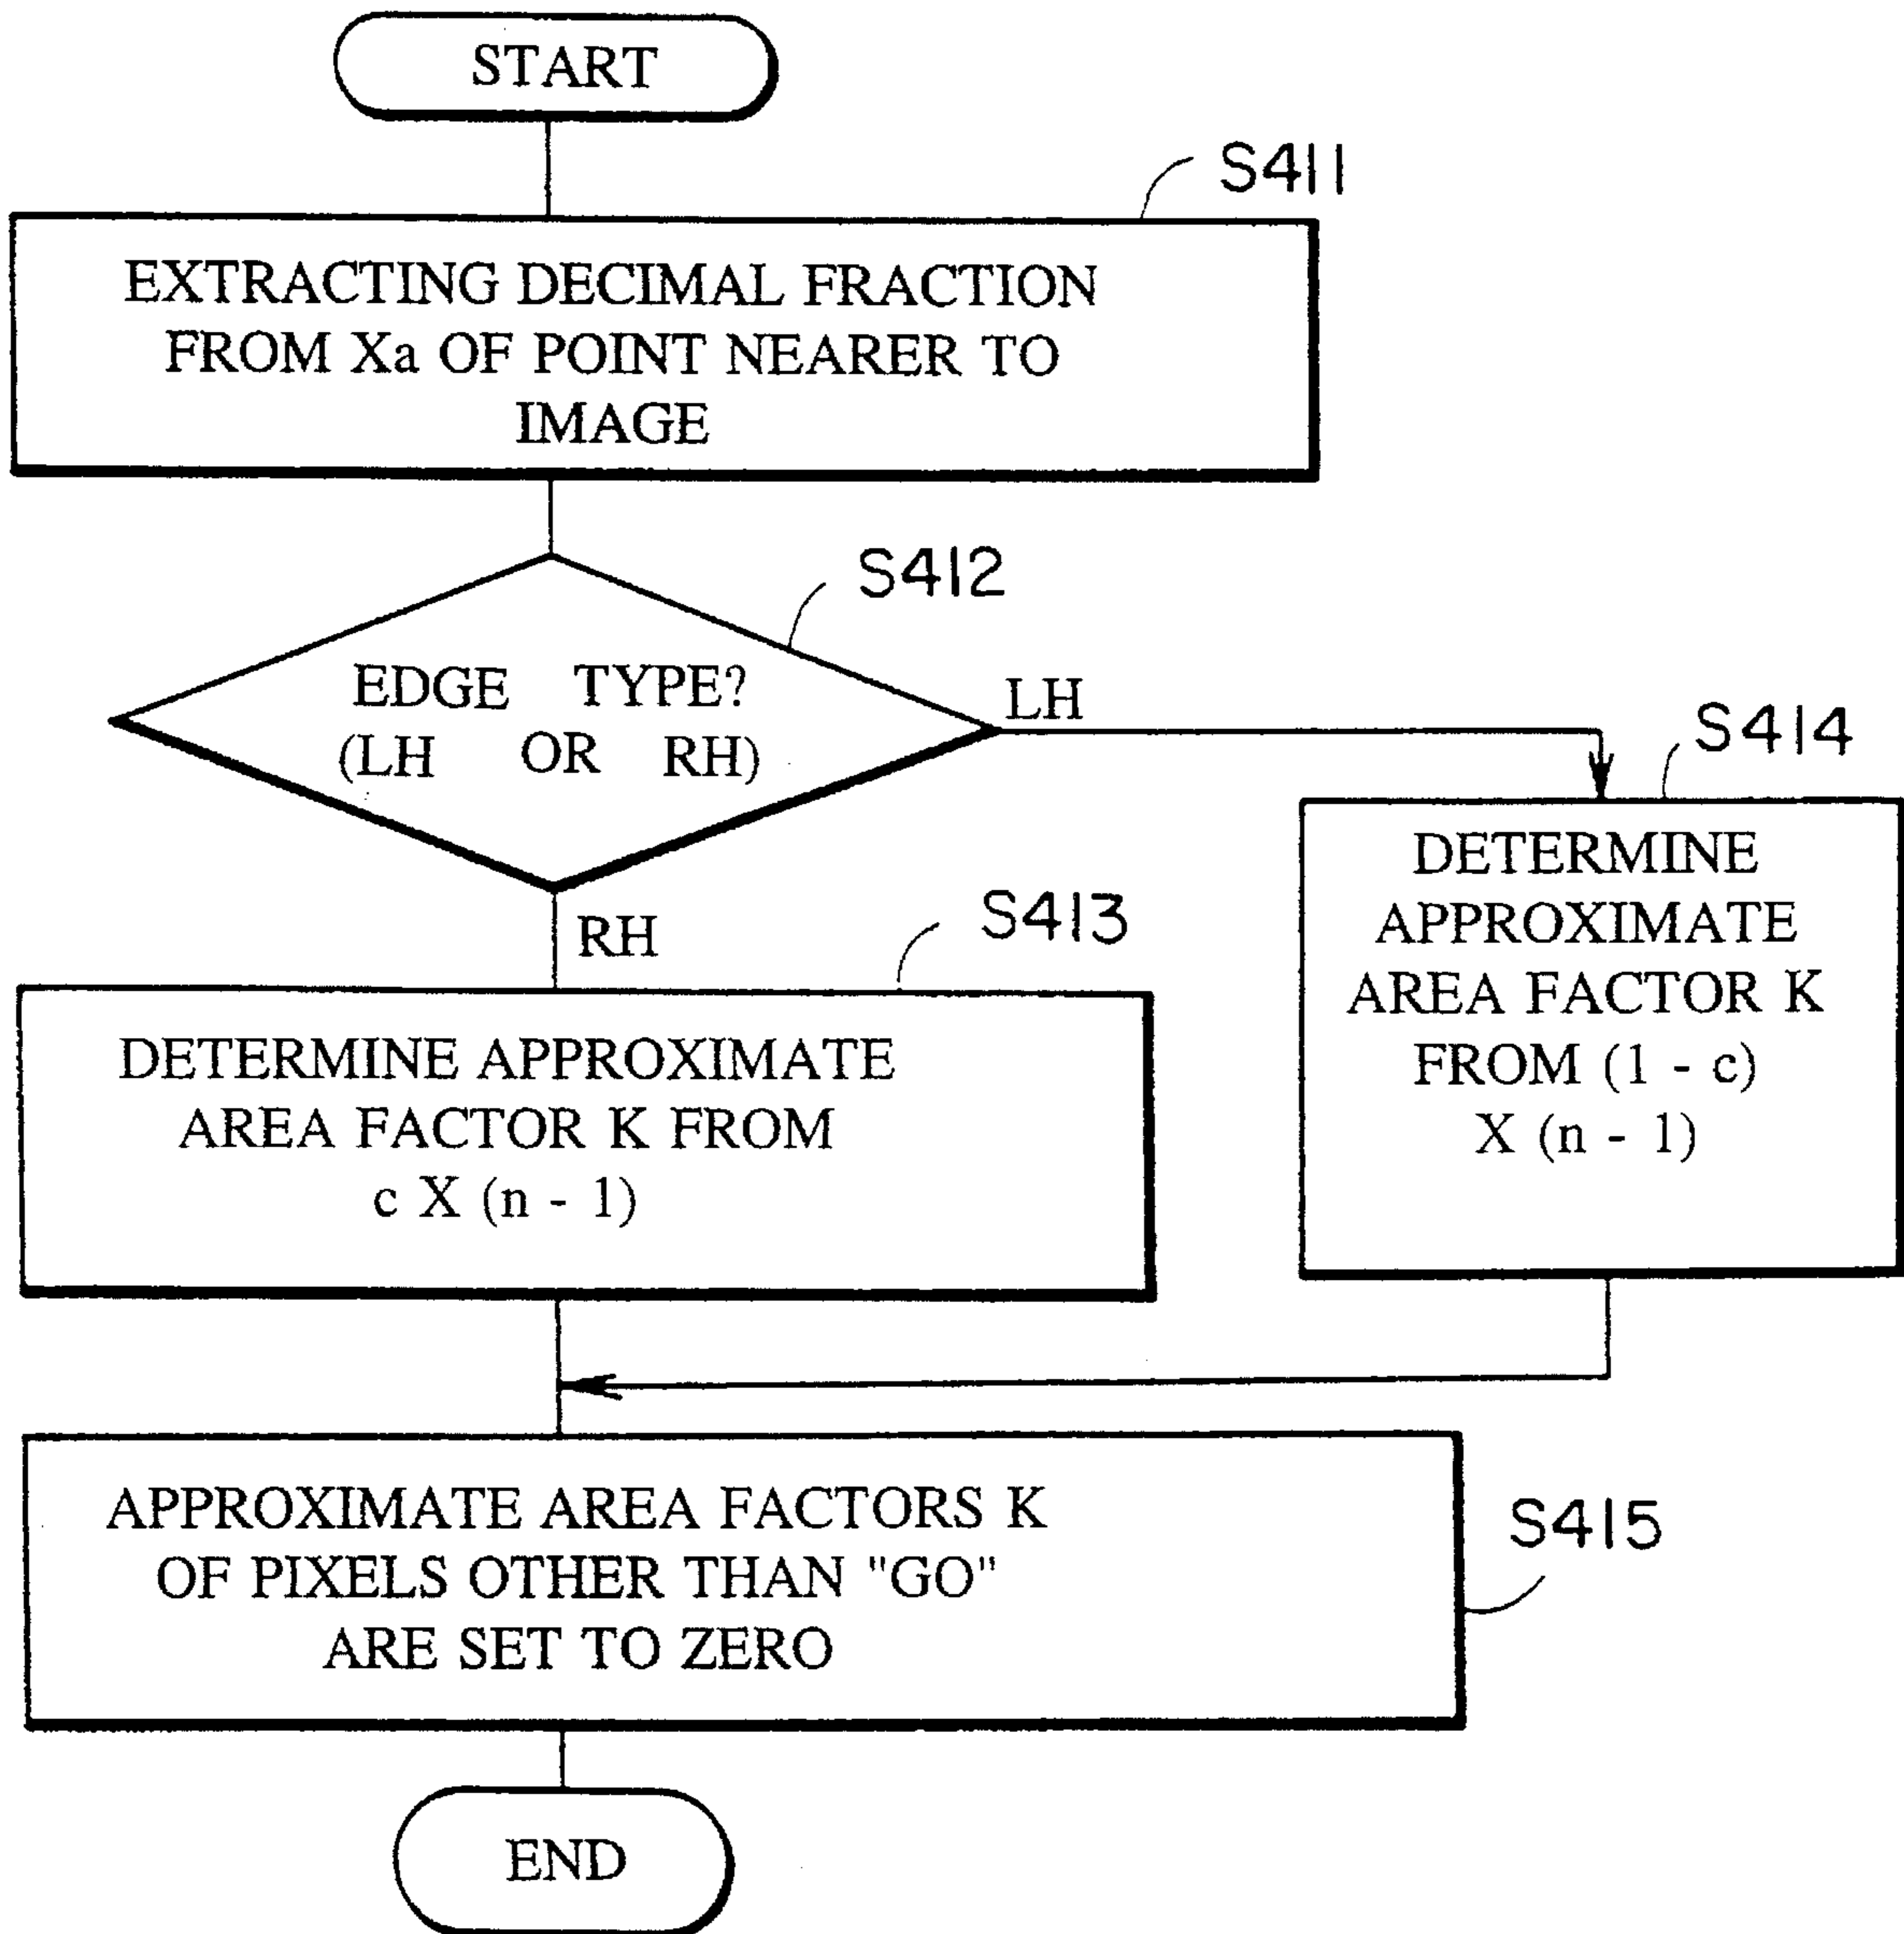 START
S411
EXTRACTING DECIMAL FRACTION
FROM Xa OF POINT NEARER TO
IMAGE
S412
EDGE TYPE?
(LH OR RH)
LH
S414
DETERMINE
APPROXIMATE
AREA FACTOR K
FROM (1 - c)
X (n - 1)
RH
S413
DETERMINE APPROXIMATE
AREA FACTOR K FROM
c X (n - 1)
APPROXIMATE AREA FACTORS K
OF PIXELS OTHER THAN "GO"
ARE SET TO ZERO
S415
END